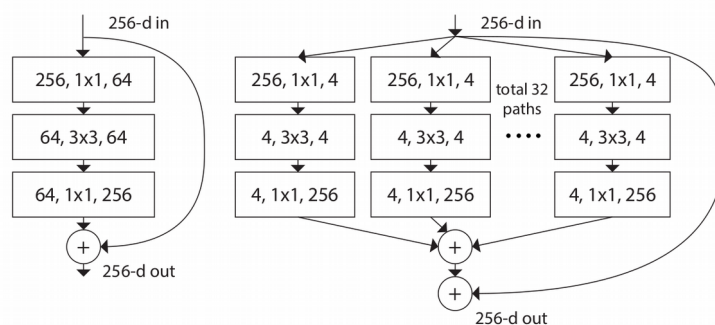 256-d in
256, 1x1, 64
64, 3x3, 64
64, 1x1, 256
+
256-d out
256-d in
256, 1x1, 4
256, 1x1, 4
256, 1x1, 4
total 32
paths
4, 3x3, 4
4, 3x3, 4
....
4, 3x3, 4
4, 1x1, 256
4, 1x1, 256
4, 1x1, 256
+
+
256-d out